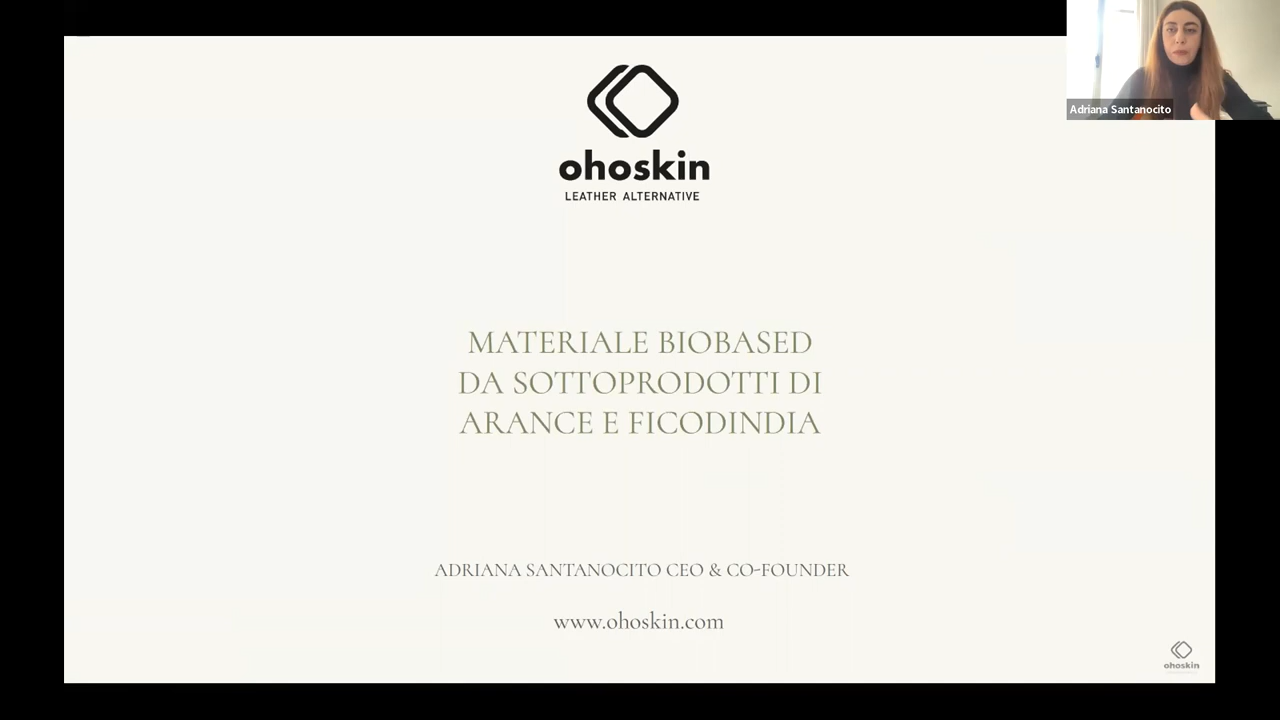 Adriana Santanocito
ohoskin
LEATHER ALTERNATIVE
MATERIALE BIOBASED
DA SOTTOPRODOTTI DI
ARANCE E FICODINDIA
ADRIANA SANTANOCITO CEO & CO-FOUNDER
www.ohoskin.com
ohoskin